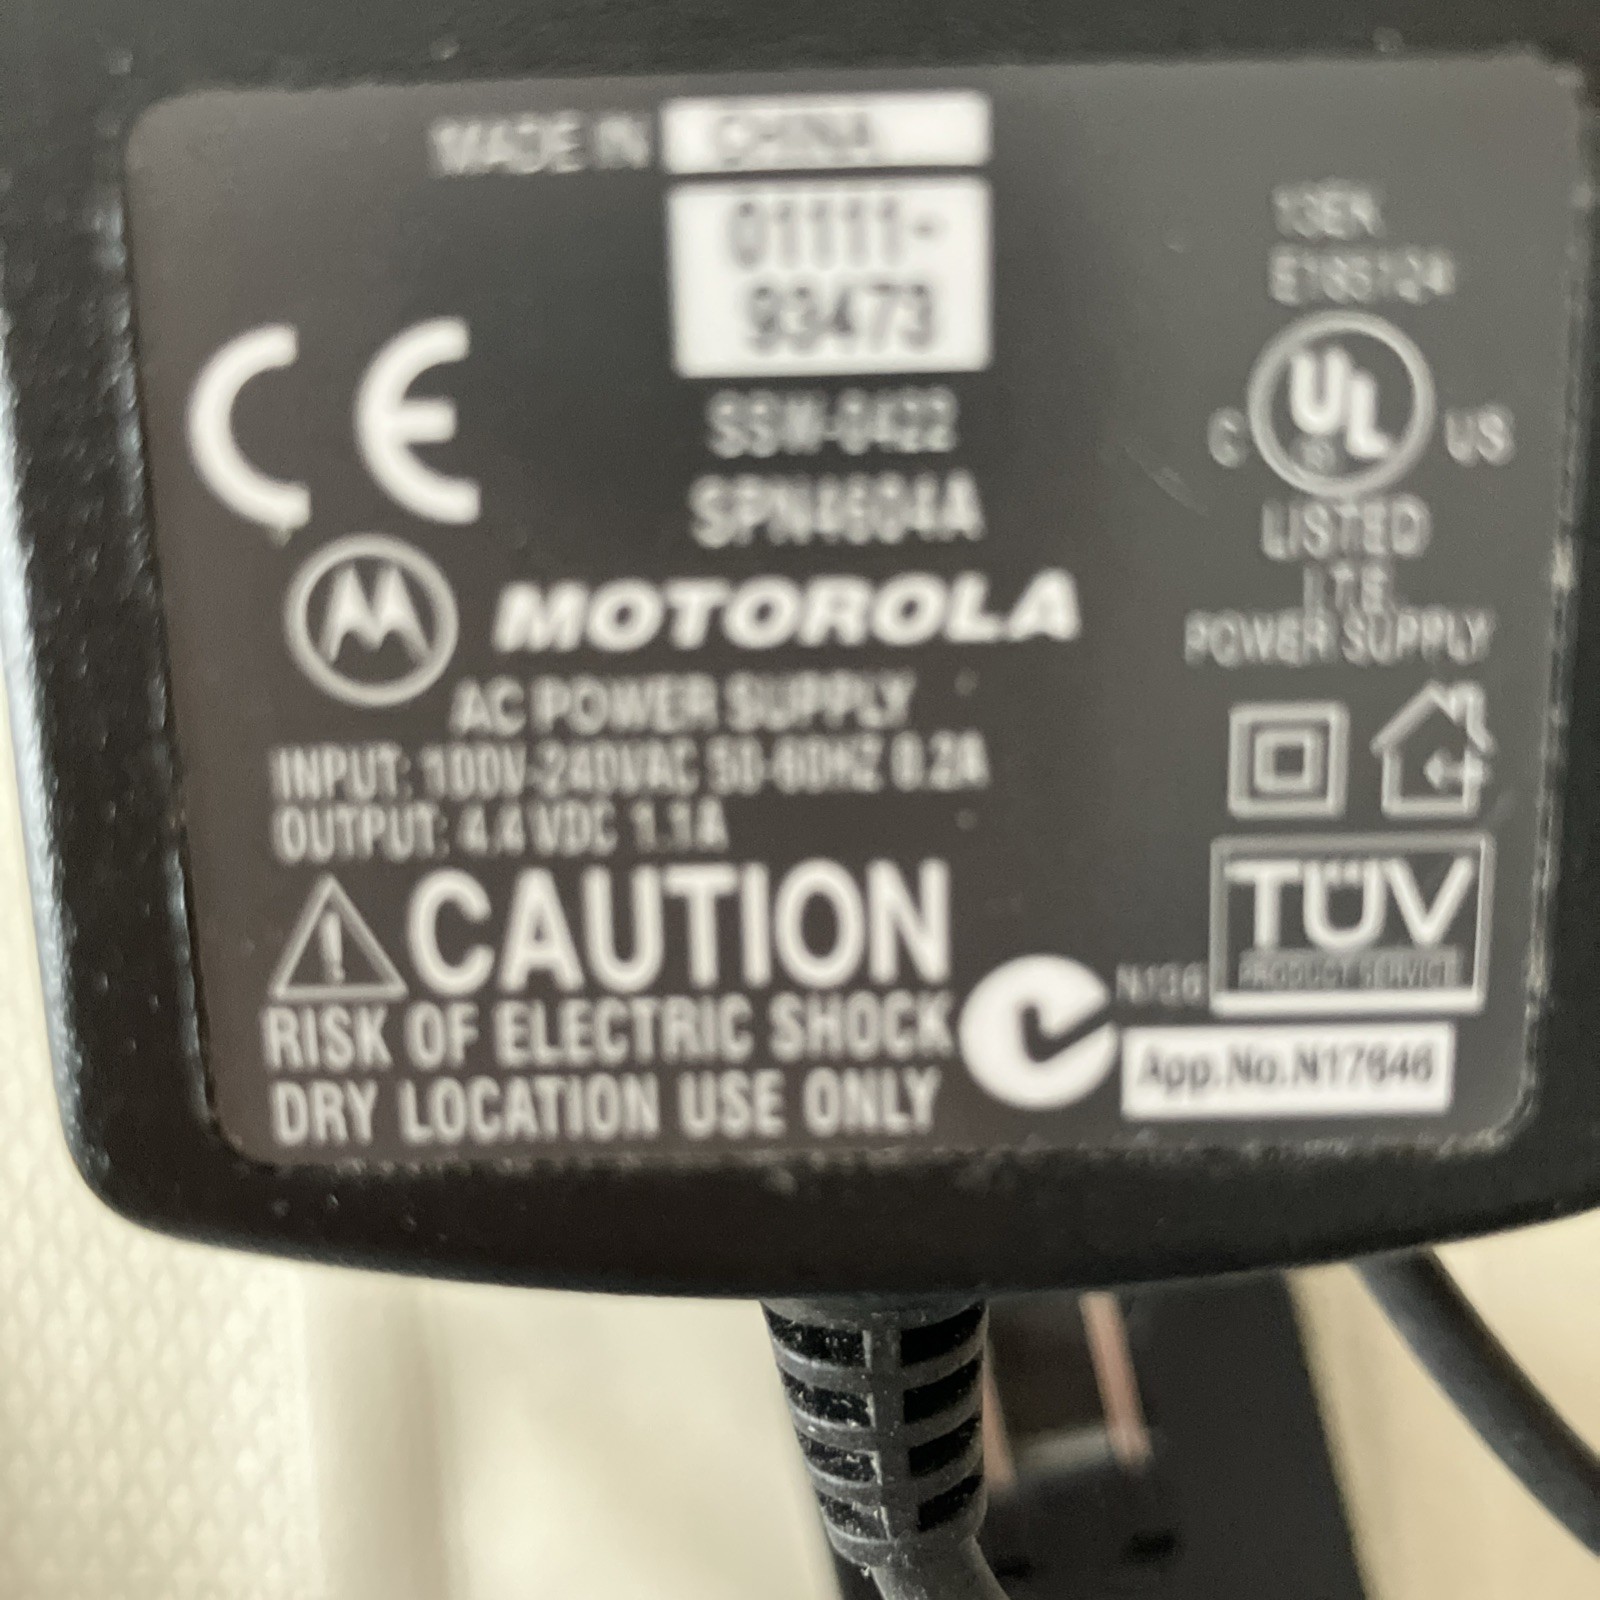 MADE IN CHINA
01111-
93473
SSW-0422
SPN4604A
CE
MOTOROLA
AC POWER SUPPLY
INPUT: 100V-240VAC 50-60HZ 0.2A
OUTPUT: 4.4 VDC 1.1A
CAUTION
RISK OF ELECTRIC SHOCK
DRY LOCATION USE ONLY
13EK
E185124
C UL US
LISTED
I.T.E.
POWER SUPPLY
TÜV
PRODUCT SERVICE
N136
App.No.N17646